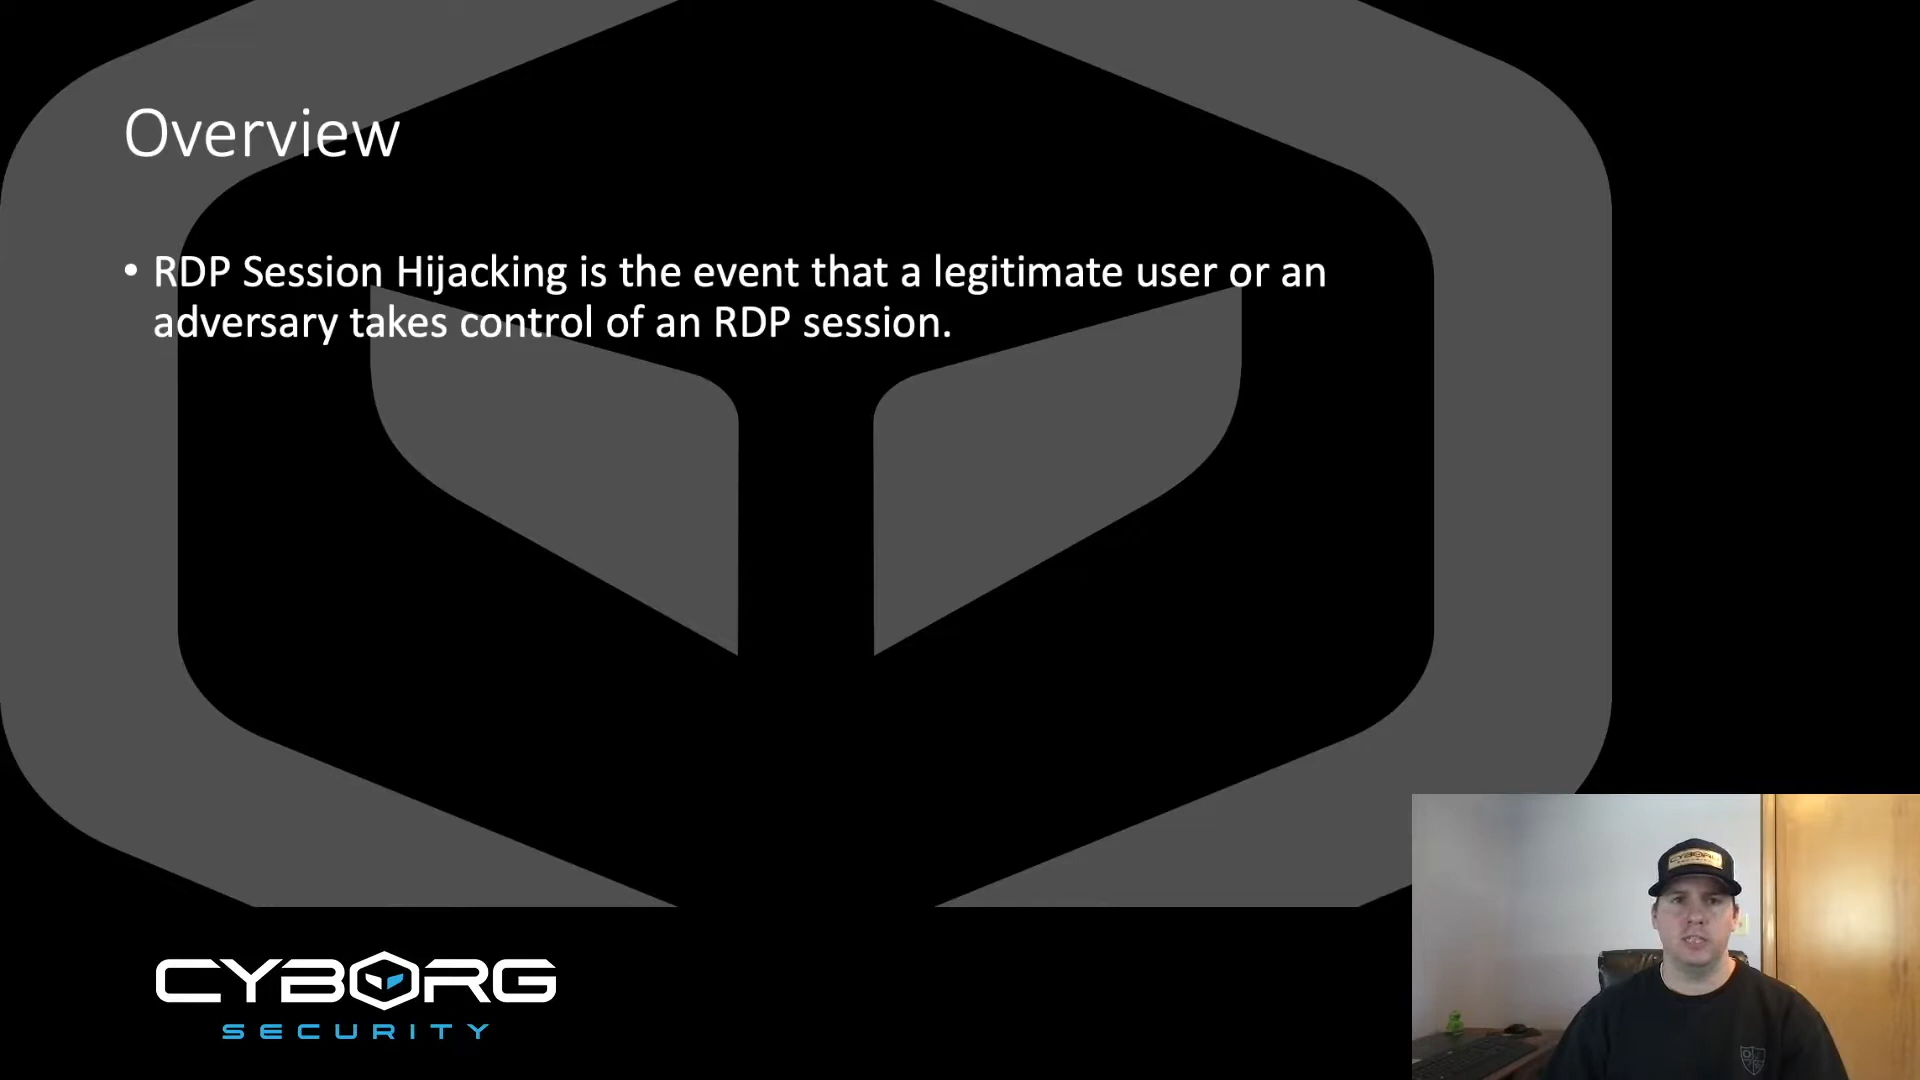 Overview
• RDP Session Hijacking is the event that a legitimate user or an
adversary takes control of an RDP session.
CYBORG
SECURITY
CYBORG